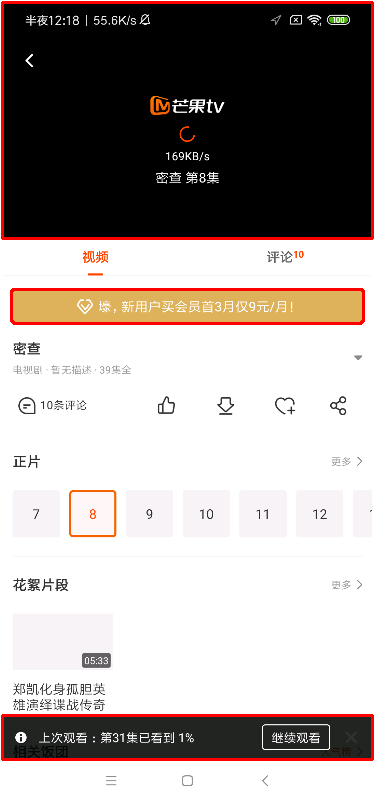 半夜12:18 | 55.6K/s
100
芒果tv
169KB/s
密查 第8集
视频
评论10
壕，新用户买会员首3月仅9元/月！
密查
电视剧 · 暂无描述 · 39集全
10条评论
正片
更多
7
8
9
10
11
12
花絮片段
更多
05:33
郑凯化身孤胆英
雄演绎谍战传奇
上次观看：第31集已看到 1%
继续观看
相关饭团